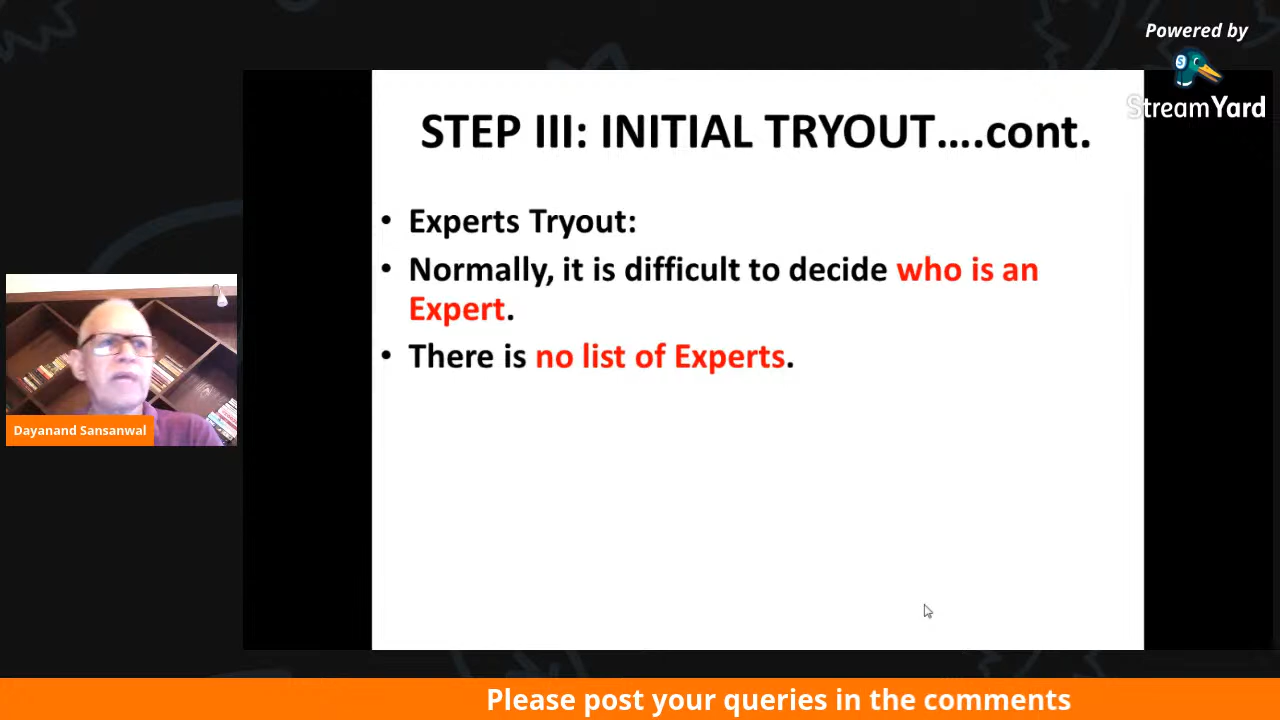 Powered by
StreamYard
STEP III: INITIAL TRYOUT....cont.
• Experts Tryout:
• Normally, it is difficult to decide who is an
Expert.
• There is no list of Experts.
Dayanand Sansanwal
Please post your queries in the comments